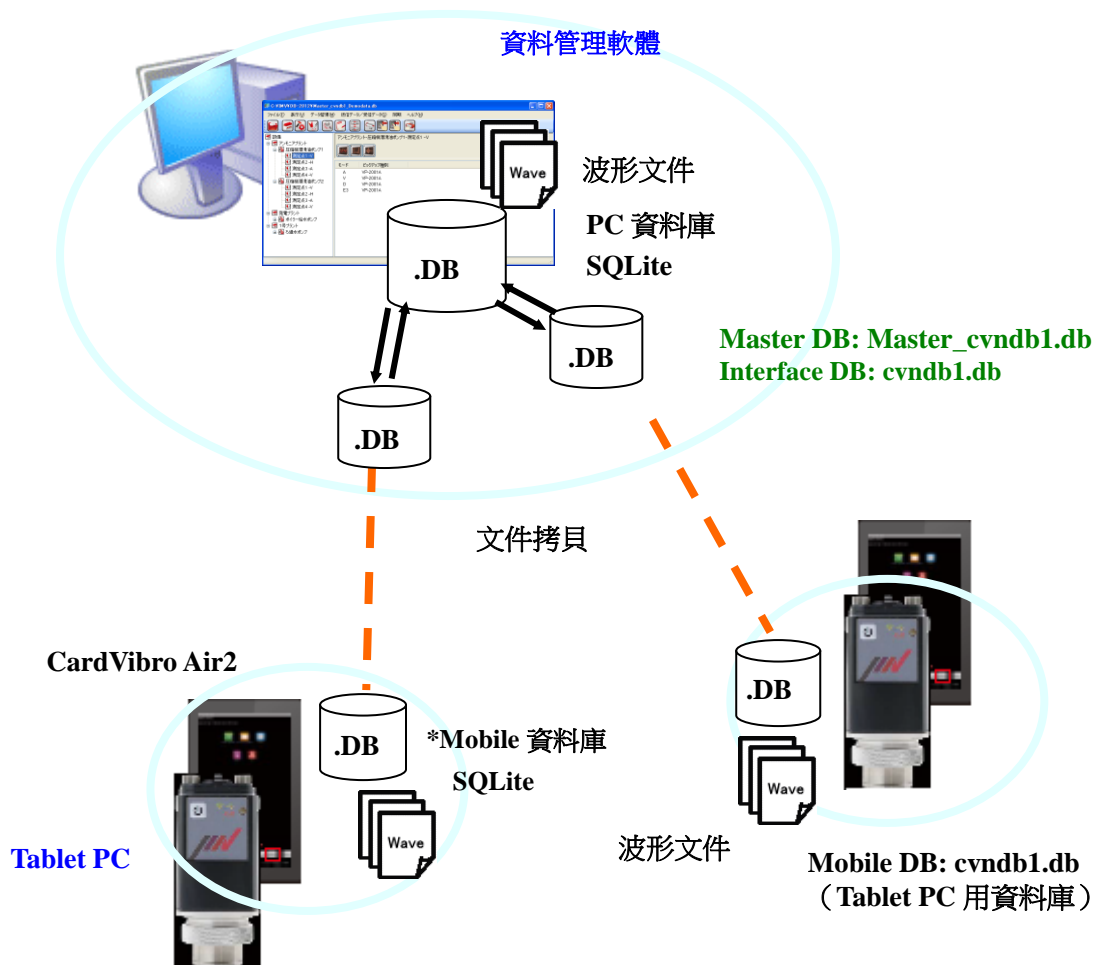 資料管理軟體
Wave
波形文件
PC 資料庫
SQLite
.DB
.DB
.DB
Master DB: Master_cvndb1.db
Interface DB: cvndb1.db
文件拷貝
CardVibro Air2
.DB
*Mobile 資料庫
SQLite
Wave
Tablet PC
.DB
Wave
波形文件
Mobile DB: cvndb1.db
（Tablet PC 用資料庫）